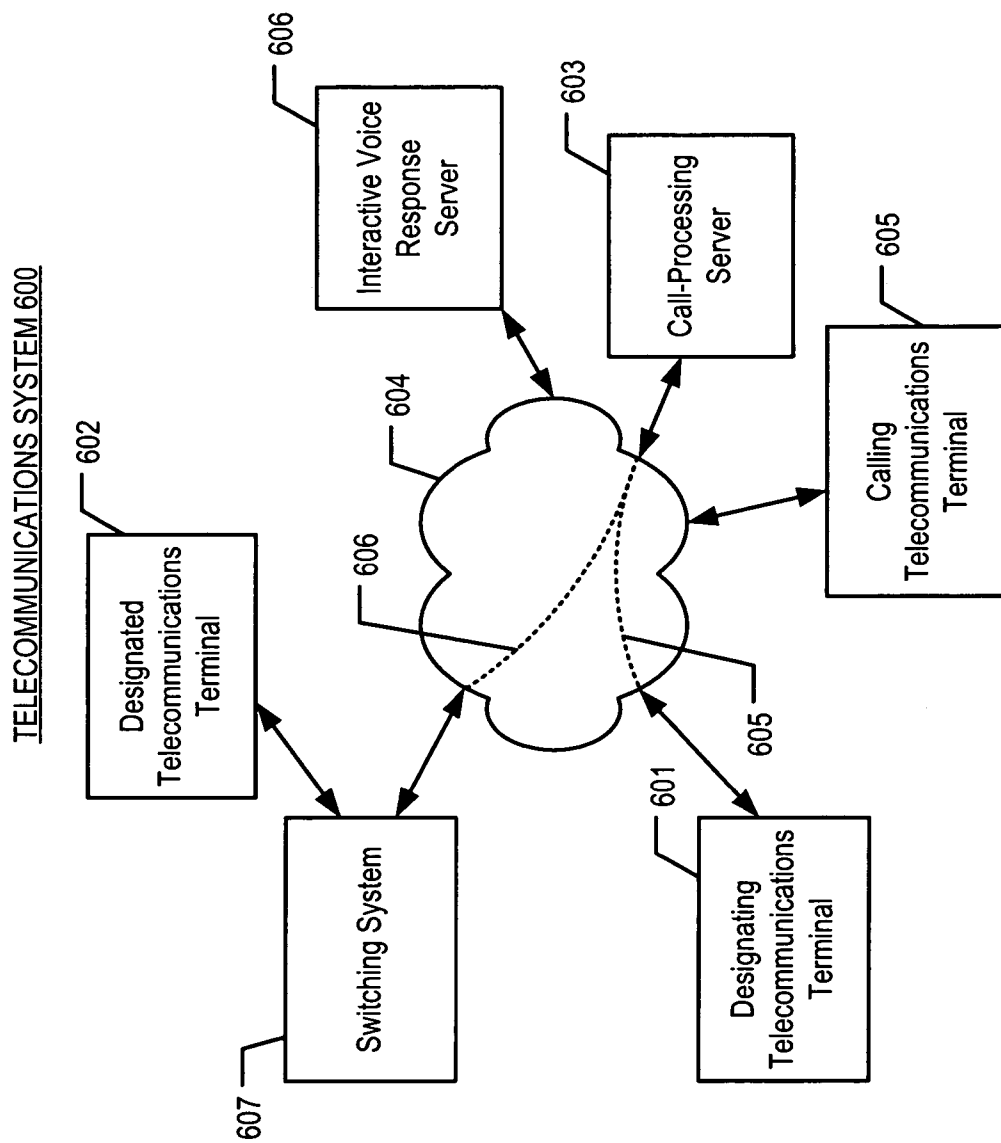 TELECOMMUNICATIONS SYSTEM 600
602
Designated
Telecommunications
Terminal
606
Interactive Voice
Response
Server
607
Switching System
604
606
603
Call-Processing
Server
601
Designating
Telecommunications
Terminal
605
605
Calling
Telecommunications
Terminal